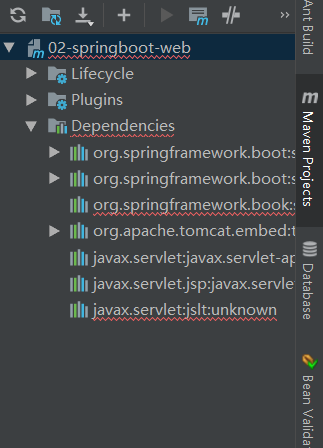 02-springboot-web
Lifecycle
Plugins
Dependencies
org.springframework.boot:s
org.springframework.boot:s
org.springframework.book:s
org.apache.tomcat.embed:t
javax.servlet:javax.servlet-ap
javax.servlet.jsp:javax.servle
javax.servlet:jslt:unknown
Ant Build
Maven Projects
Database
Bean Valida